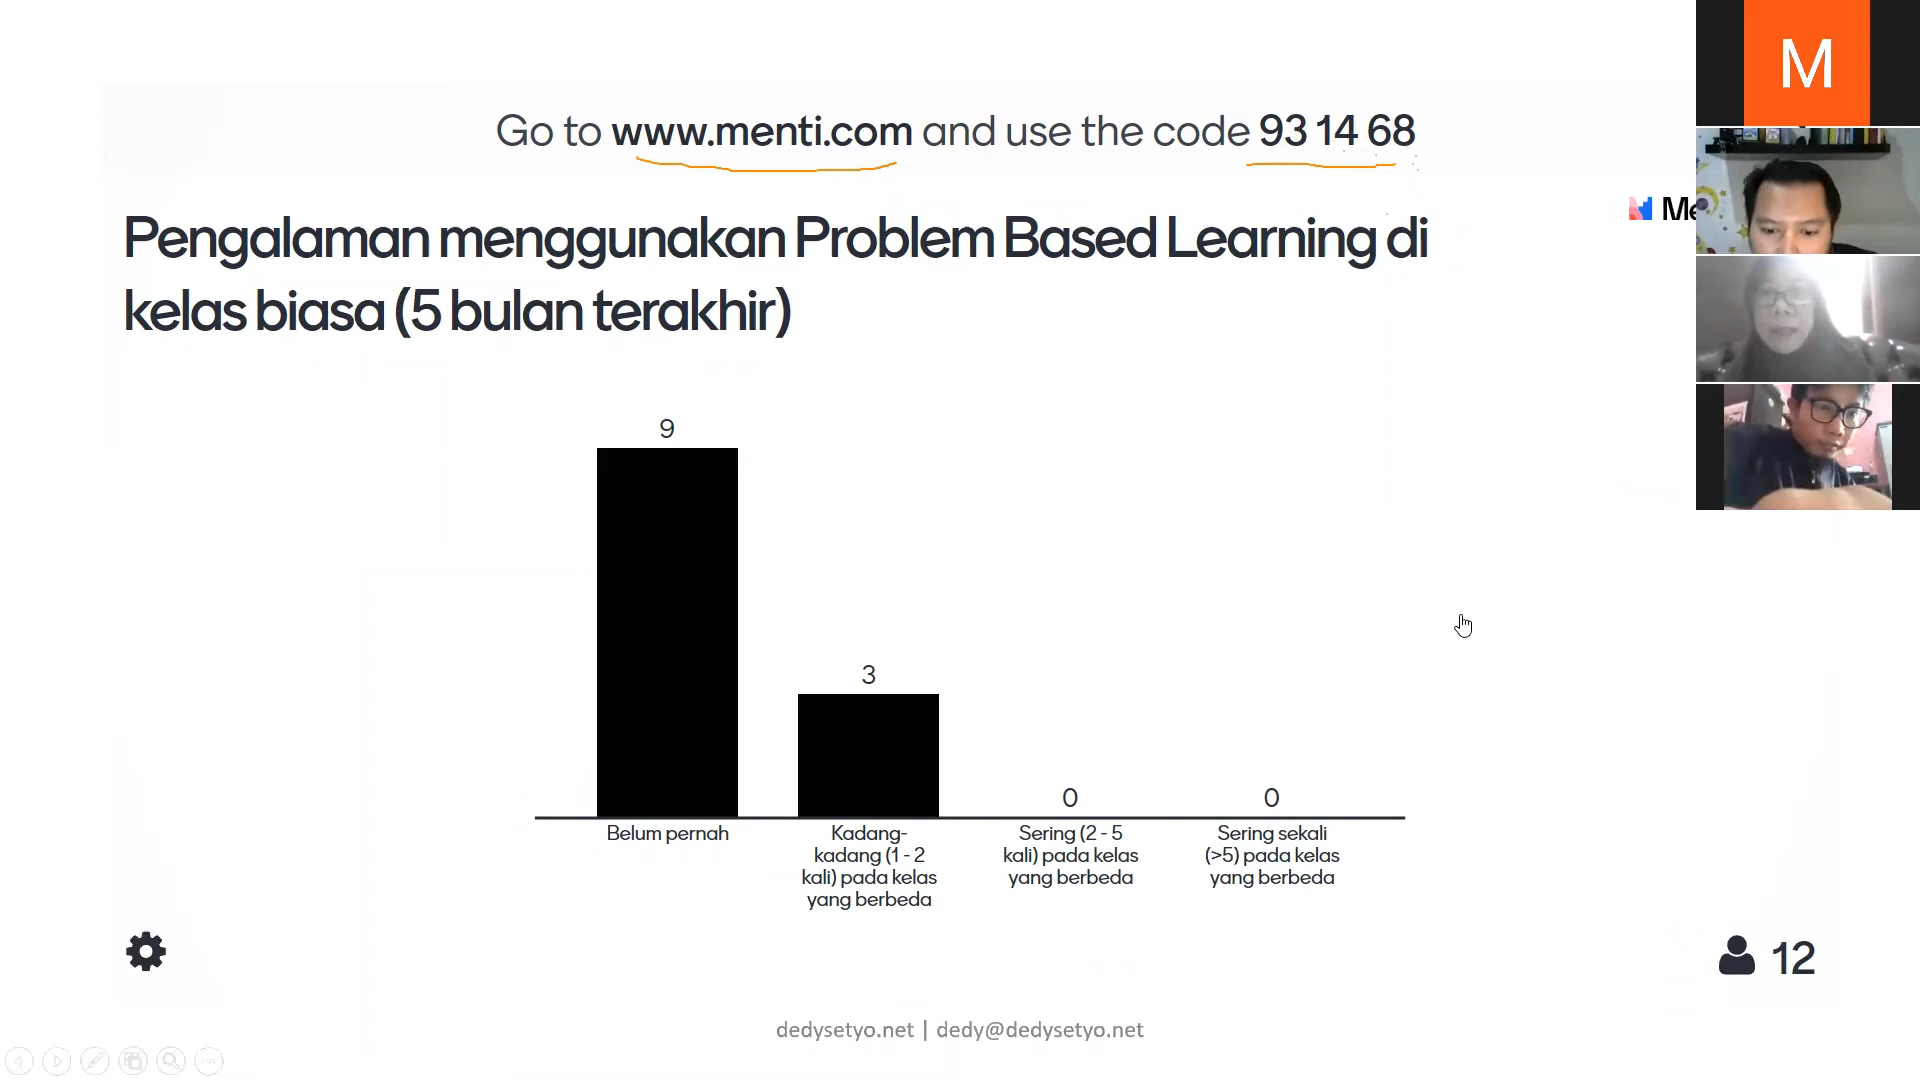 Go to www.menti.com and use the code 93 14 68
M
Pengalaman menggunakan Problem Based Learning di
kelas biasa (5 bulan terakhir)
9
3
0
0
Belum pernah
Kadang-
kadang (1 - 2
kali) pada kelas
yang berbeda
Sering (2 - 5
kali) pada kelas
yang berbeda
Sering sekali
(>5) pada kelas
yang berbeda
12
dedysetyo.net | dedy@dedysetyo.net